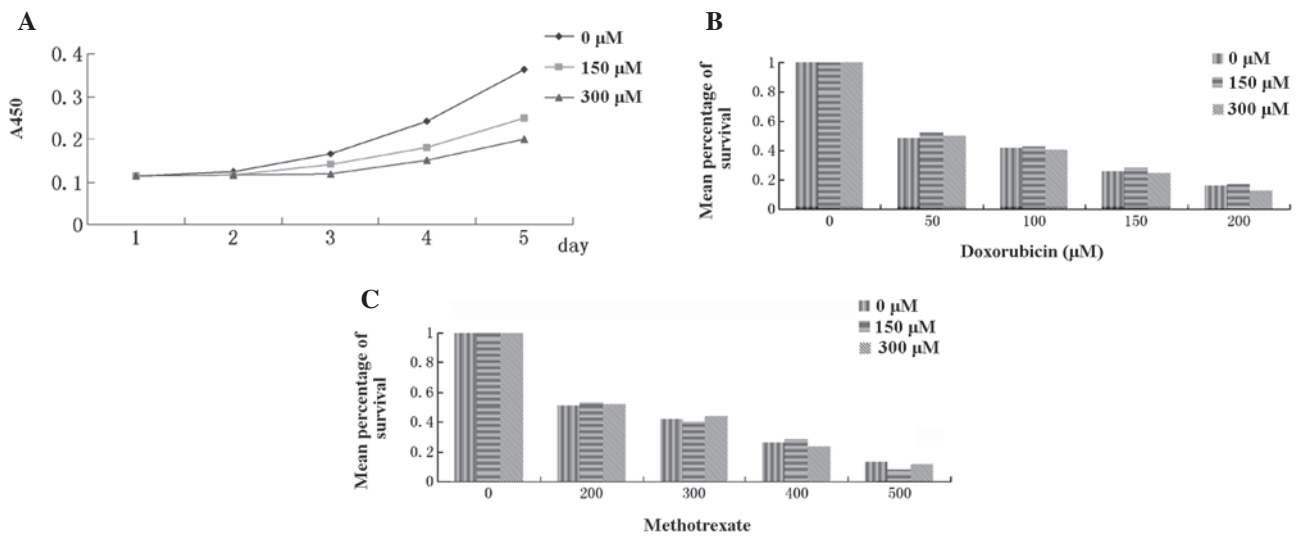 A
A450
0.4
0.3
0.2
0.1
0
1 2 3 4 5 day
0 µM
150 µM
300 µM
B
Mean percentage of
survival
1
0.8
0.6
0.4
0.2
0
0 50 100 150 200
Doxorubicin (µM)
0 µM
150 µM
300 µM
C
Mean percentage of
survival
1
0.8
0.6
0.4
0.2
0
0 200 300 400 500
Methotrexate
0 µM
150 µM
300 µM